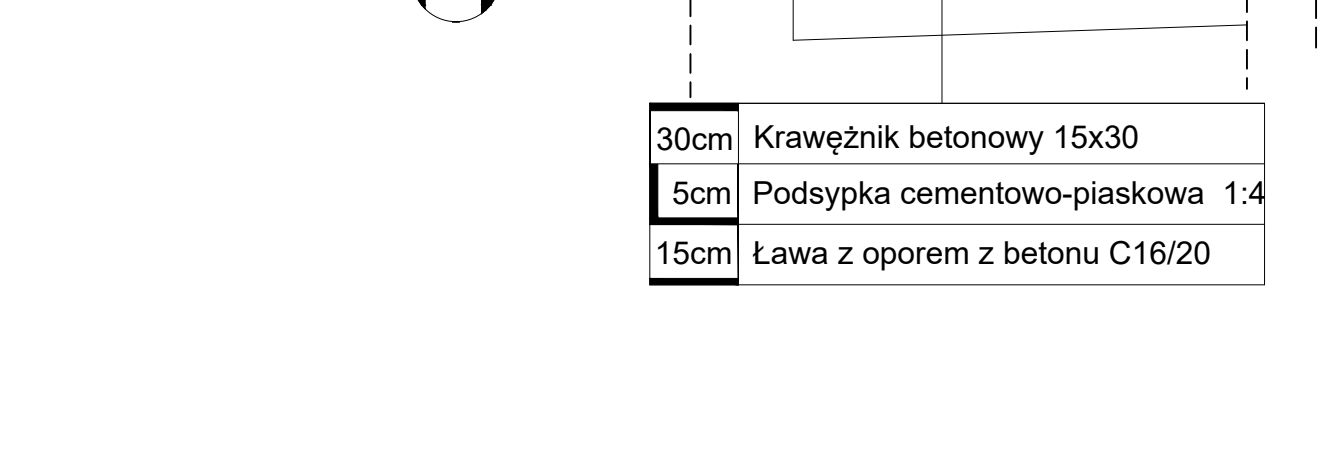 30cm Krawężnik betonowy 15x30
5cm Podsypka cementowo-piaskowa 1:4
15cm Ława z oporem z betonu C16/20